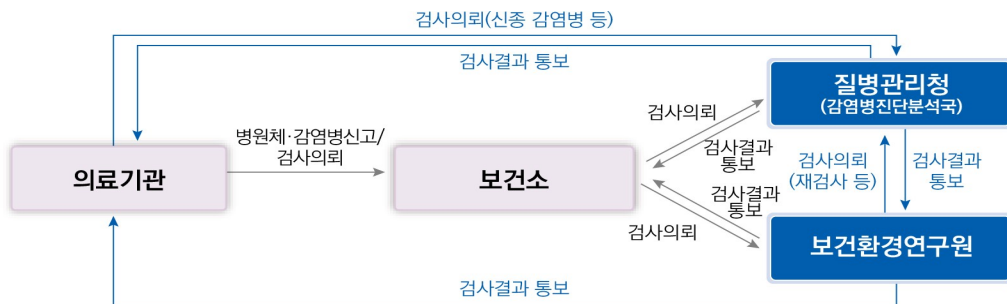 검사의뢰(신종 감염병 등)
검사결과 통보
질병관리청
(감염병진단분석국)
병원체·감염병신고/
검사의뢰
검사의뢰
의료기관
보건소
검사결과
통보
검사의뢰
(재검사 등)
검사결과
통보
검사결과
통보
검사의뢰
보건환경연구원
검사결과 통보